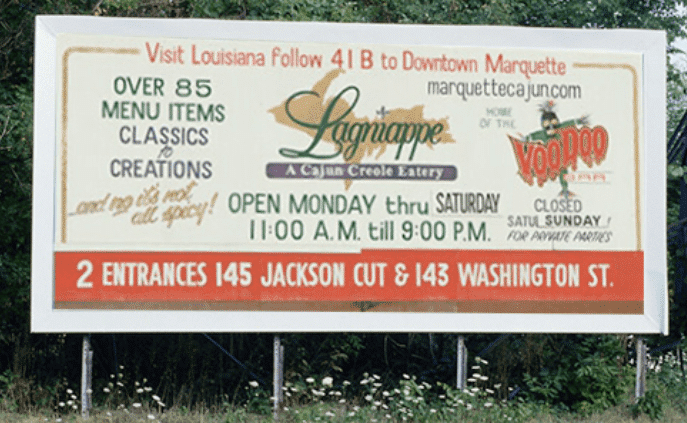 Visit Louisiana follow 41 B to Downtown Marquette
marquettecajun.com
OVER 85
MENU ITEMS
CLASSICS
to
CREATIONS
and no it's not
all spicy!
Lagniappe
A Cajun Creole Eatery
HOME
OF THE
VOODOO
BAR
OPEN MONDAY thru SATURDAY
11:00 A.M. till 9:00 P.M.
CLOSED
SATU SUNDAY !
FOR PRIVATE PARTIES
2 ENTRANCES 145 JACKSON CUT & 143 WASHINGTON ST.